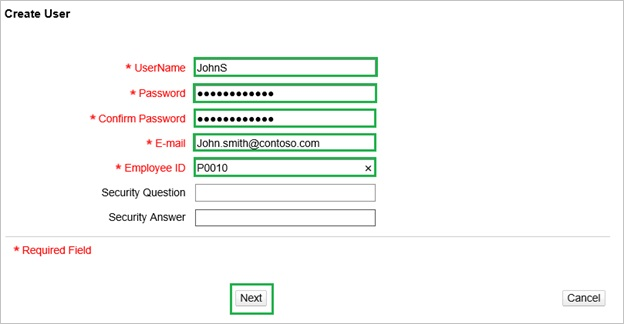 Create User
* UserName JohnS
* Password ●●●●●●●●●●●●
* Confirm Password ●●●●●●●●●●●●
* E-mail John.smith@contoso.com
* Employee ID P0010 ×
Security Question
Security Answer
* Required Field
Next Cancel